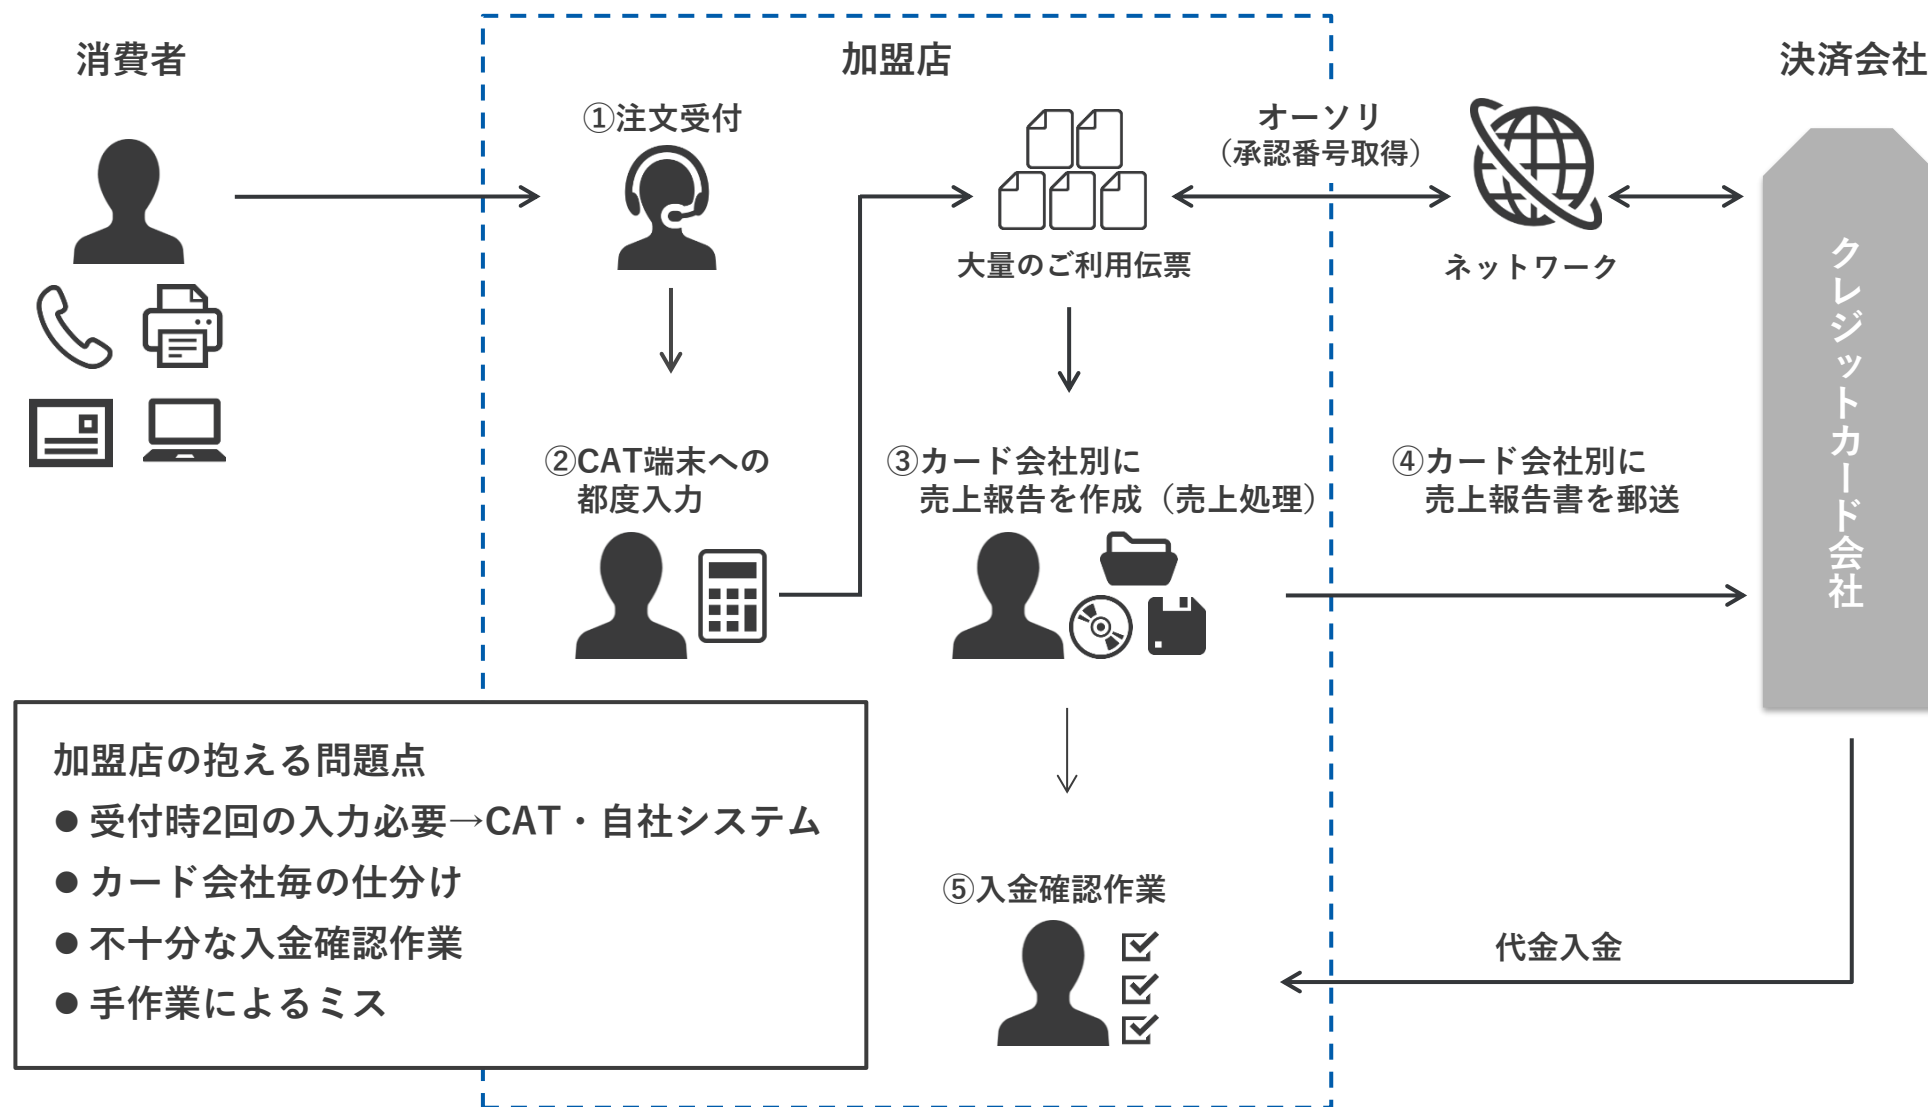 消費者
加盟店
決済会社
①注文受付
オーソリ
（承認番号取得）
大量のご利用伝票
ネットワーク
クレジットカード会社
②CAT端末への
都度入力
③カード会社別に
売上報告を作成（売上処理）
④カード会社別に
売上報告書を郵送
加盟店の抱える問題点
● 受付時2回の入力必要→CAT・自社システム
● カード会社毎の仕分け
● 不十分な入金確認作業
● 手作業によるミス
⑤入金確認作業
代金入金